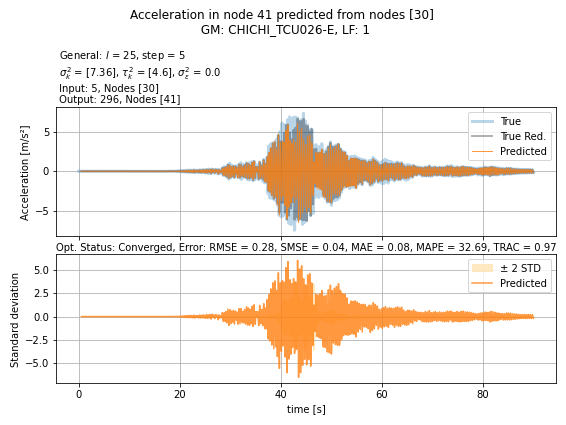 Acceleration in node 41 predicted from nodes [30]
GM: CHICHI_TCU026-E, LF: 1
General: l = 25, step = 5
σ²ₖ = [7.36], τ²ₖ = [4.6], σ²ε = 0.0
Input: 5, Nodes [30]
Output: 296, Nodes [41]
Acceleration [m/s²]
5
0
−5
True
True Red.
Predicted
Opt. Status: Converged, Error: RMSE = 0.28, SMSE = 0.04, MAE = 0.08, MAPE = 32.69, TRAC = 0.97
Standard deviation
5.0
2.5
0.0
−2.5
−5.0
± 2 STD
Predicted
0 20 40 60 80
time [s]